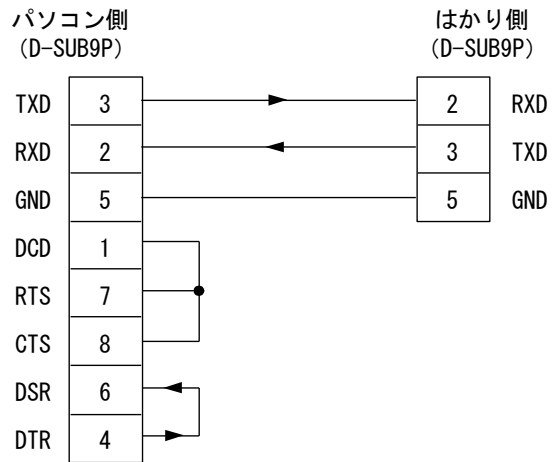 パソコン側 はかり側
(D-SUB9P) (D-SUB9P)
TXD 3 2 RXD
RXD 2 3 TXD
GND 5 5 GND
DCD 1
RTS 7
CTS 8
DSR 6
DTR 4